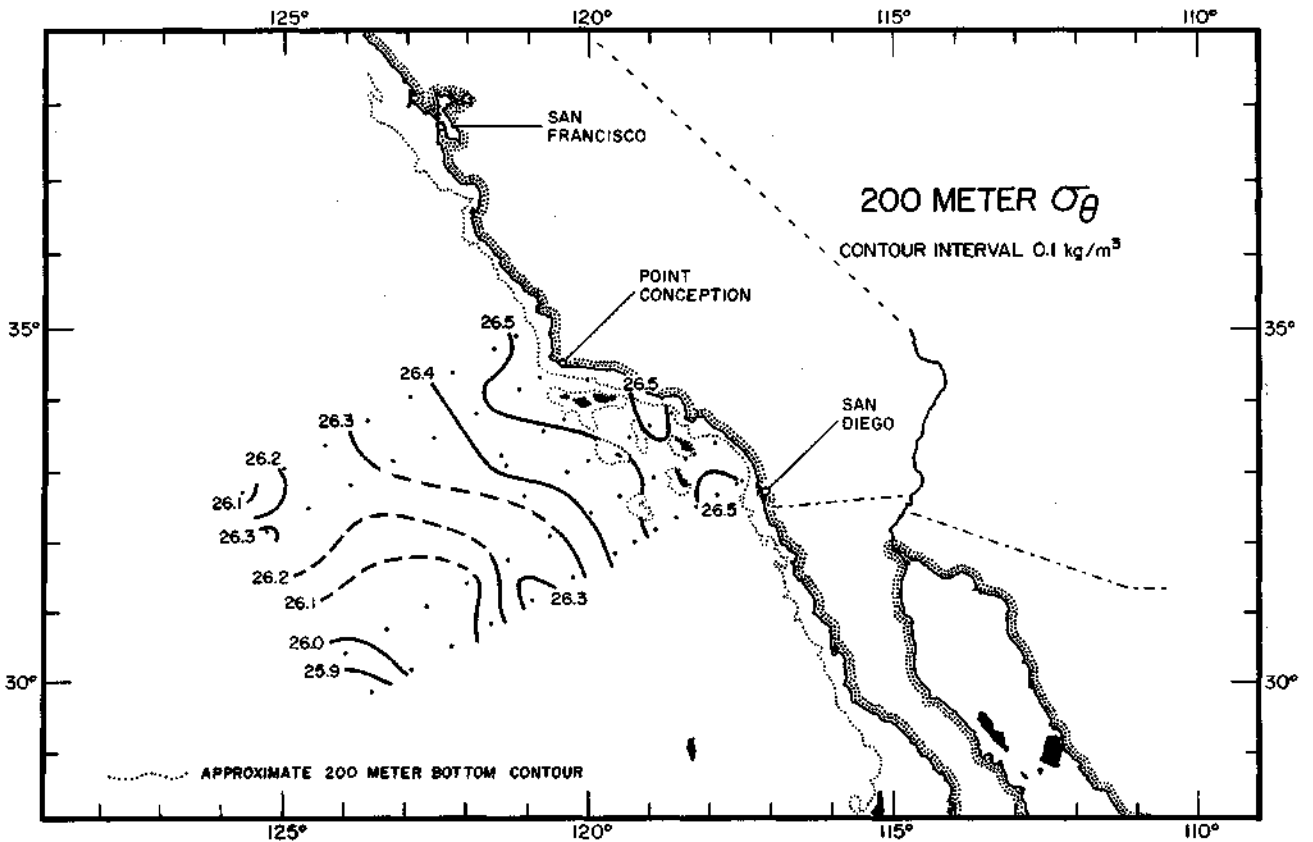 125°
120°
115°
110°
SAN
FRANCISCO
200 METER σθ
CONTOUR INTERVAL 0.1 kg/m³
POINT
CONCEPTION
35°
35°
26.5
26.4
26.5
SAN
DIEGO
26.3
26.2
26.1
26.5
26.3
26.2
26.1
26.3
26.0
25.9
30°
30°
APPROXIMATE 200 METER BOTTOM CONTOUR
125°
120°
115°
110°